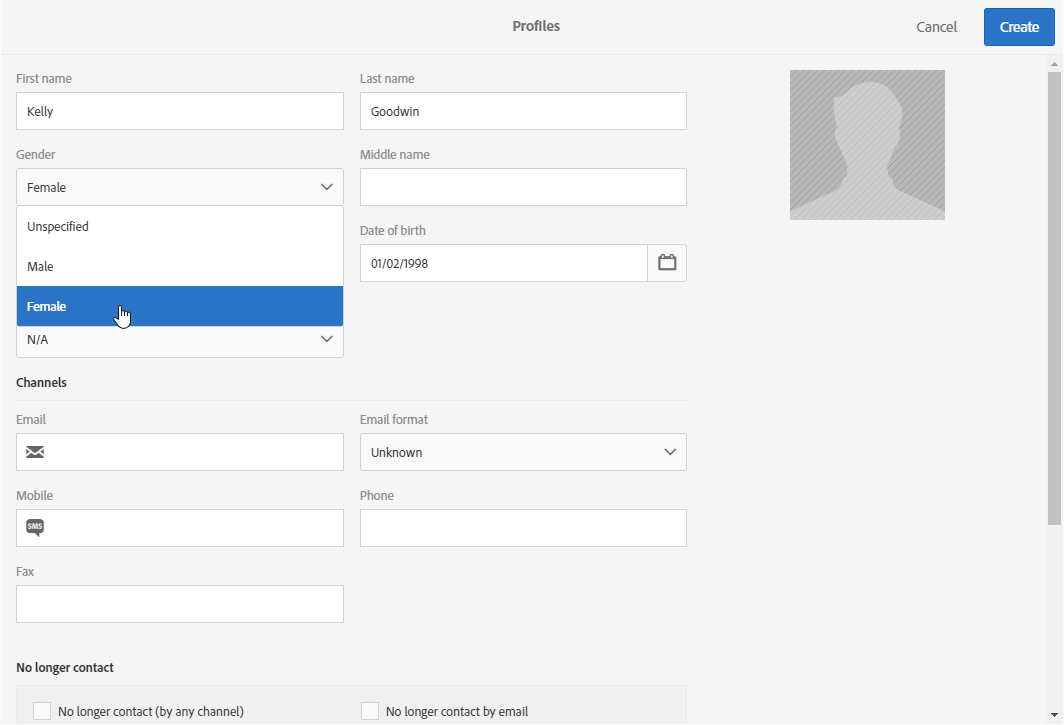 Profiles
Cancel
Create
First name
Last name
Kelly
Goodwin
Gender
Middle name
Female
Unspecified
Date of birth
Male
01/02/1998
Female
N/A
Channels
Email
Email format
Unknown
Mobile
Phone
SMS
Fax
No longer contact
No longer contact (by any channel)
No longer contact by email